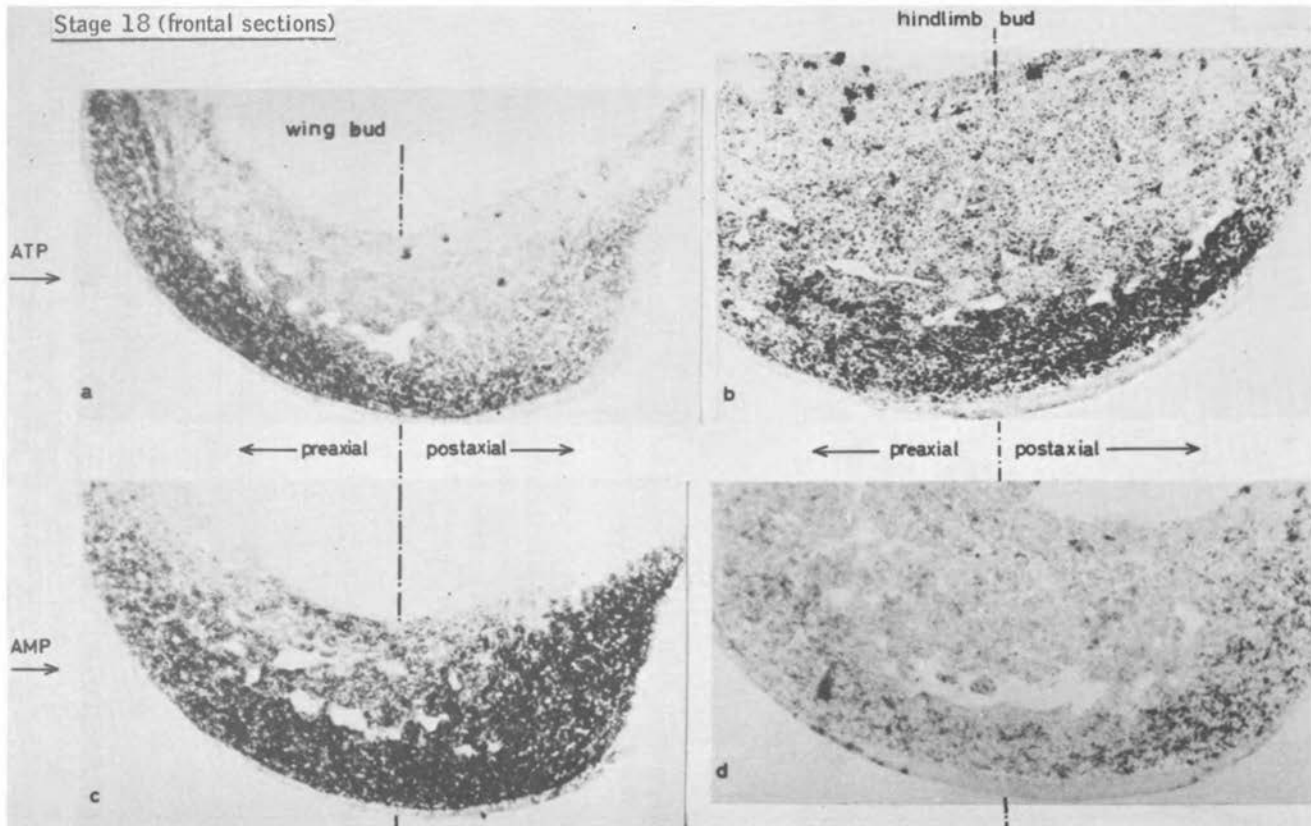 Stage 18 (frontal sections)
hindlimb bud
wing bud
ATP
a
b
← preaxial postaxial →
← preaxial postaxial →
AMP
c
d